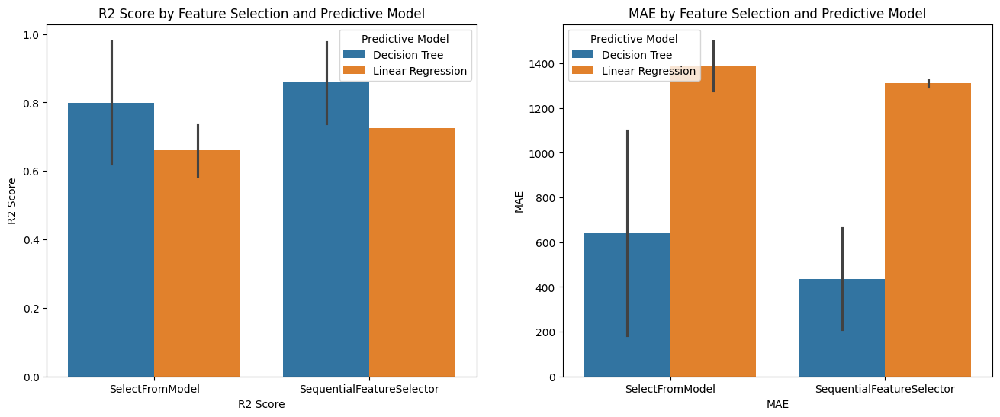 R2 Score by Feature Selection and Predictive Model
R2 Score
1.0
0.8
0.6
0.4
0.2
0.0
Predictive Model
Decision Tree
Linear Regression
SelectFromModel
SequentialFeatureSelector
R2 Score
MAE by Feature Selection and Predictive Model
MAE
1400
1200
1000
800
600
400
200
0
Predictive Model
Decision Tree
Linear Regression
SelectFromModel
SequentialFeatureSelector
MAE